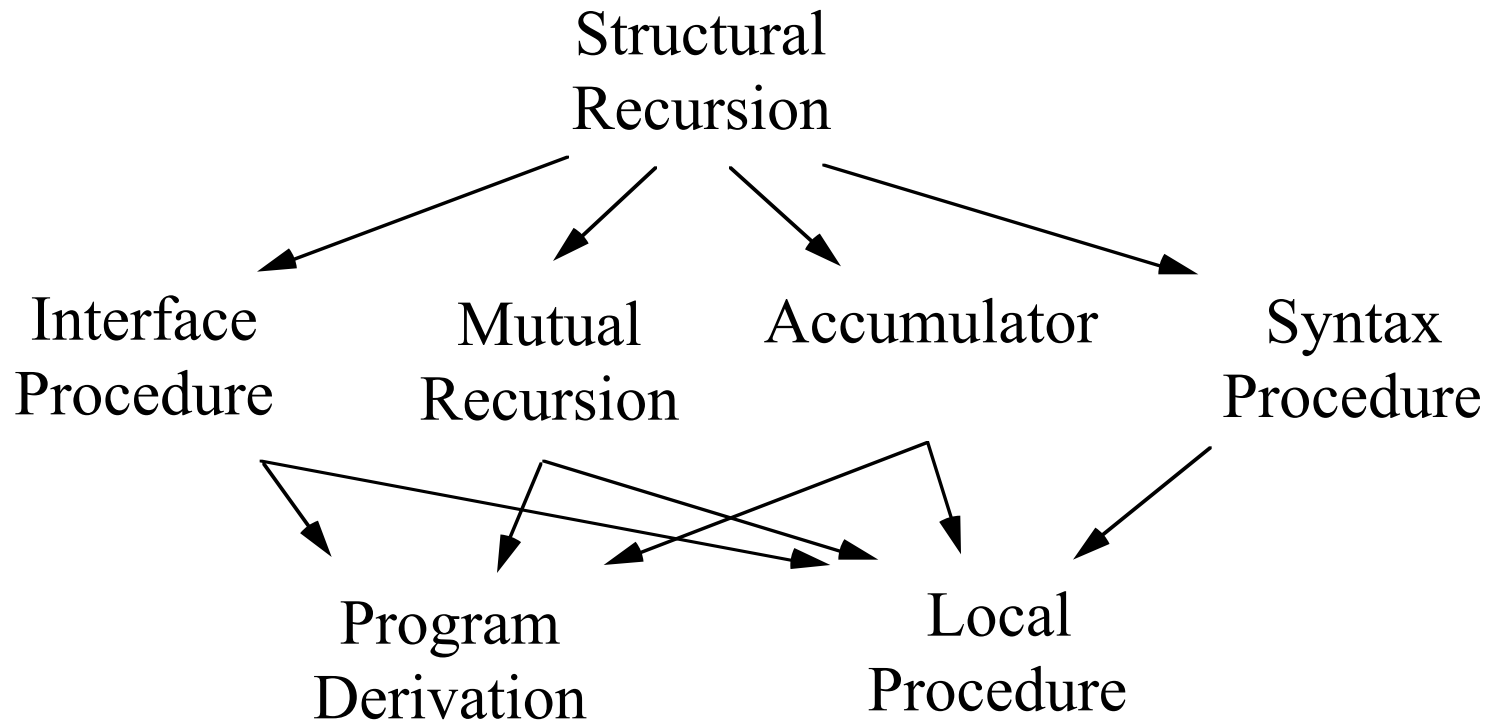 Structural
Recursion
Interface
Procedure
Mutual
Recursion
Accumulator
Syntax
Procedure
Program
Derivation
Local
Procedure